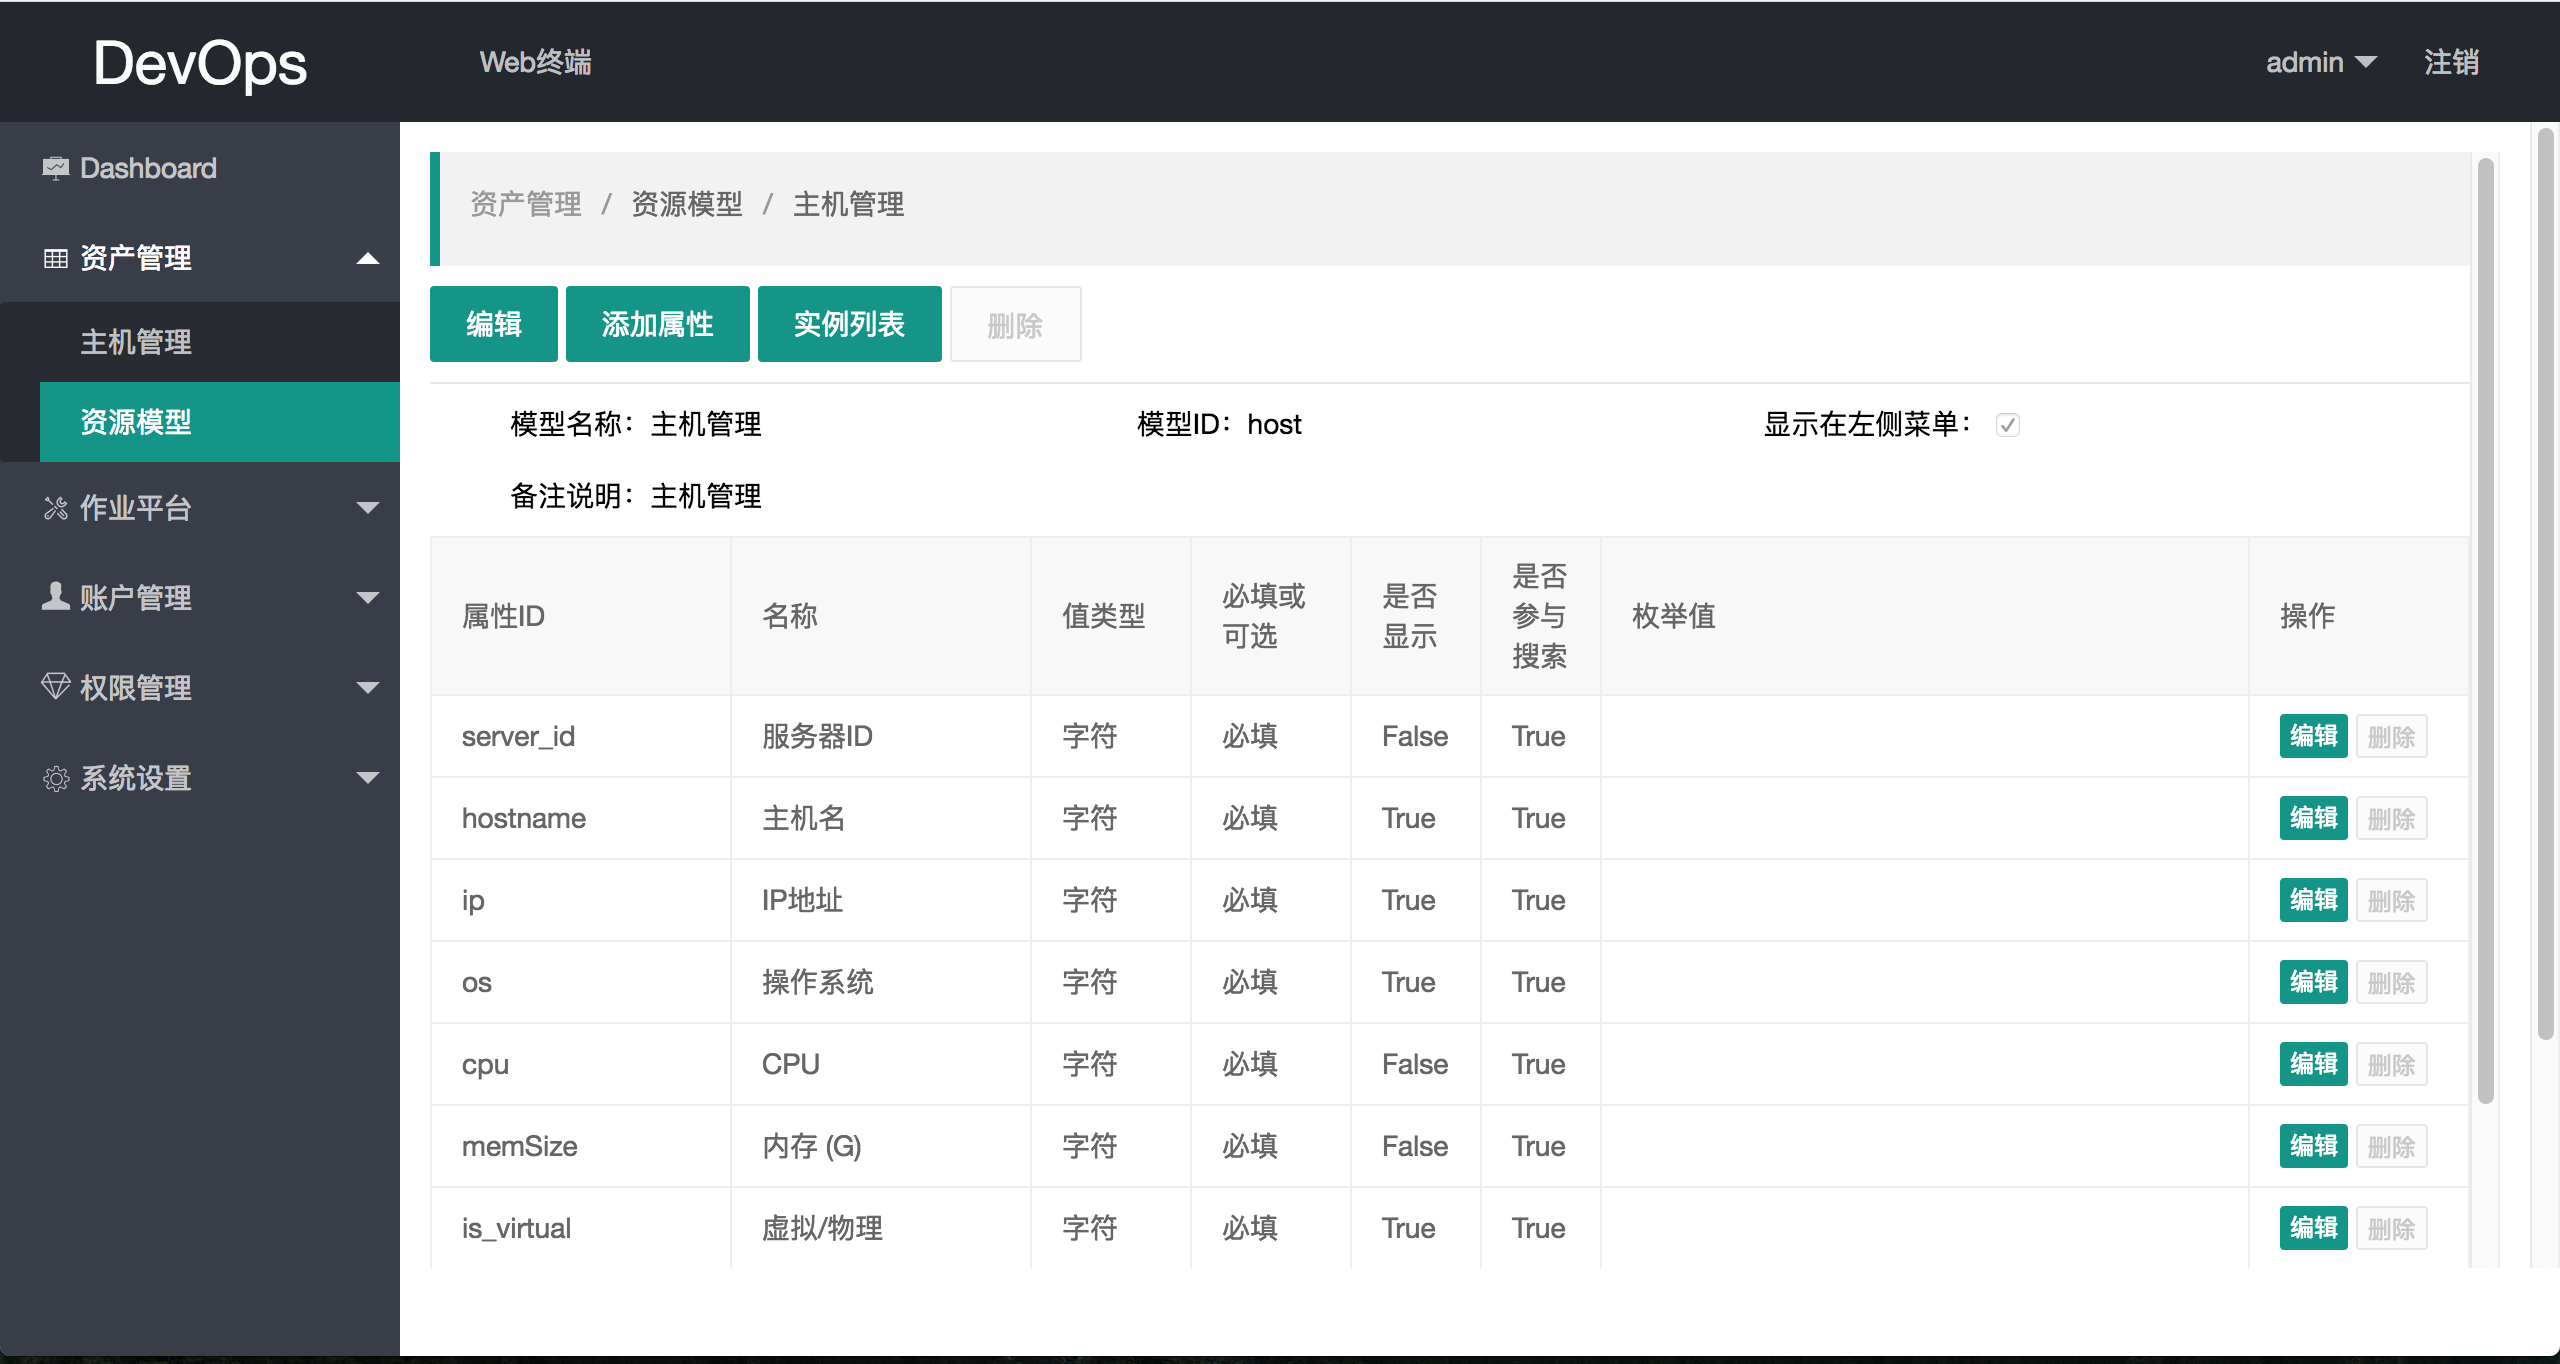 DevOps Web终端 admin 注销
Dashboard
资产管理
主机管理
资源模型
作业平台
账户管理
权限管理
系统设置
资产管理 / 资源模型 / 主机管理
编辑 添加属性 实例列表 删除
模型名称：主机管理 模型ID：host 显示在左侧菜单：
备注说明：主机管理
属性ID 名称 值类型 必填或可选 是否显示 是否参与搜索 枚举值 操作
server_id 服务器ID 字符 必填 False True 编辑 删除
hostname 主机名 字符 必填 True True 编辑 删除
ip IP地址 字符 必填 True True 编辑 删除
os 操作系统 字符 必填 True True 编辑 删除
cpu CPU 字符 必填 False True 编辑 删除
memSize 内存 (G) 字符 必填 False True 编辑 删除
is_virtual 虚拟/物理 字符 必填 True True 编辑 删除